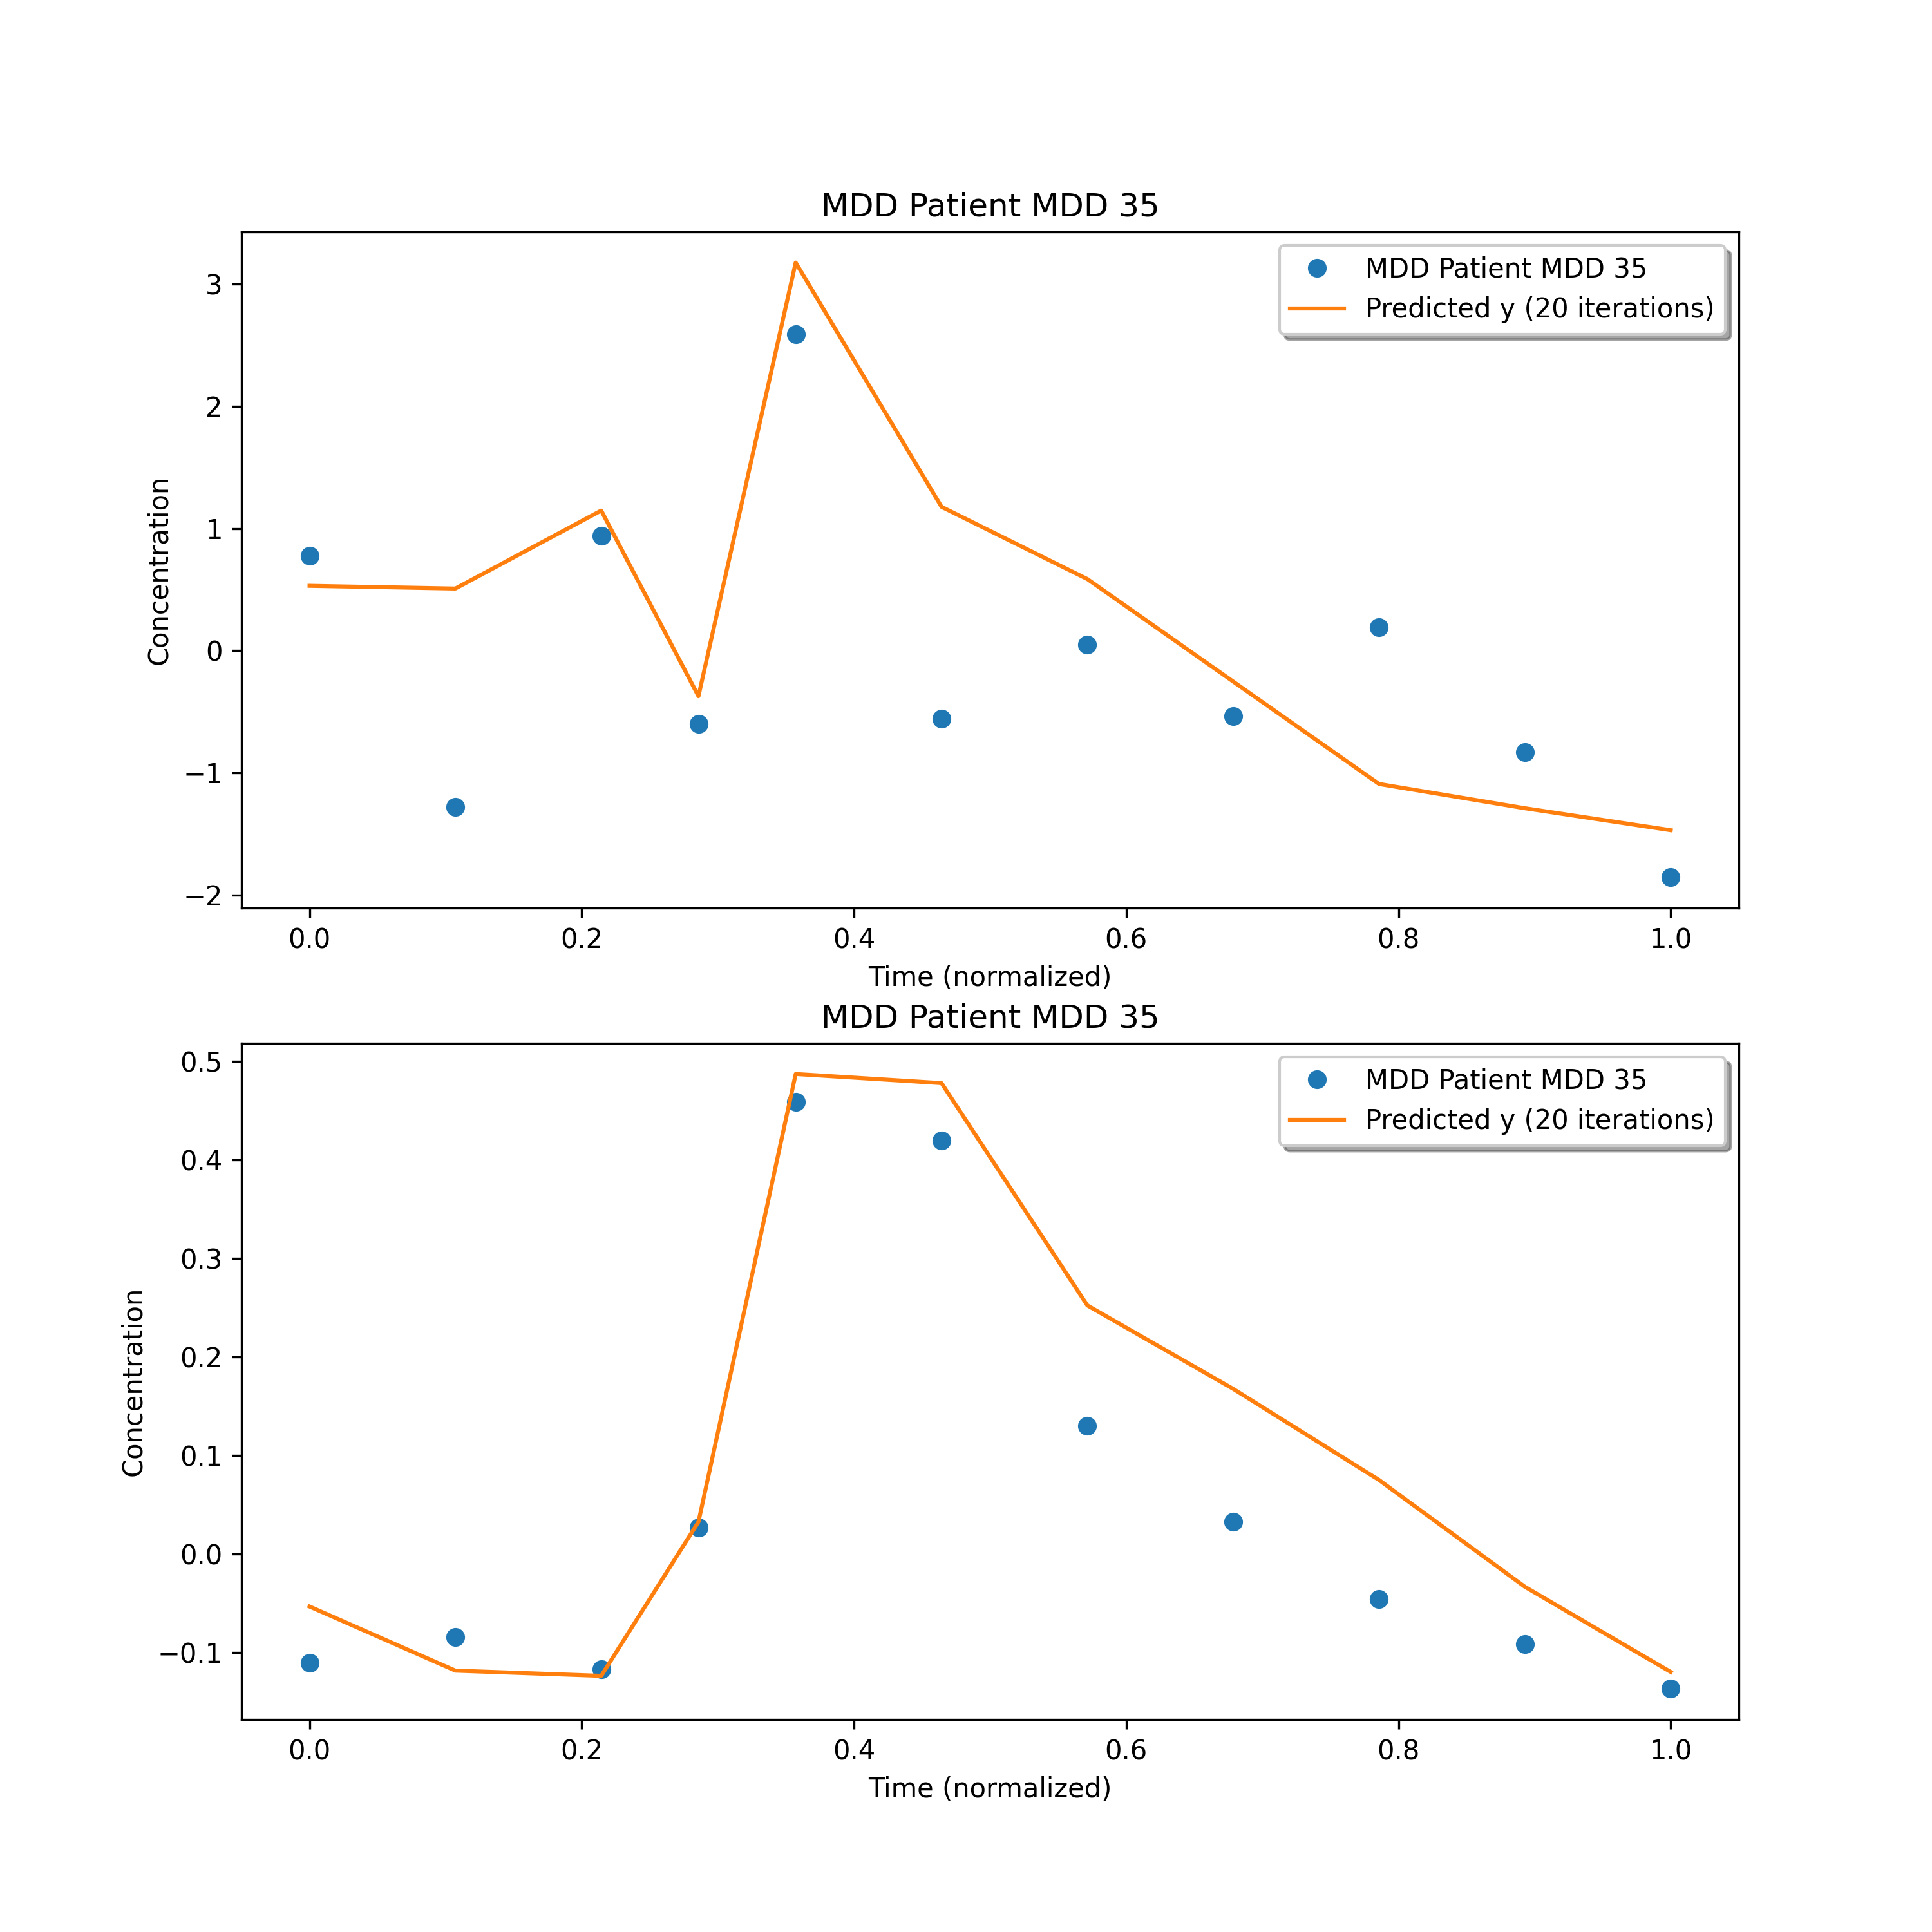 MDD Patient MDD 35
MDD Patient MDD 35
Predicted y (20 iterations)
3
2
1
0
−1
−2
Concentration
0.0 0.2 0.4 0.6 0.8 1.0
Time (normalized)
MDD Patient MDD 35
MDD Patient MDD 35
Predicted y (20 iterations)
0.5
0.4
0.3
0.2
0.1
0.0
−0.1
Concentration
0.0 0.2 0.4 0.6 0.8 1.0
Time (normalized)